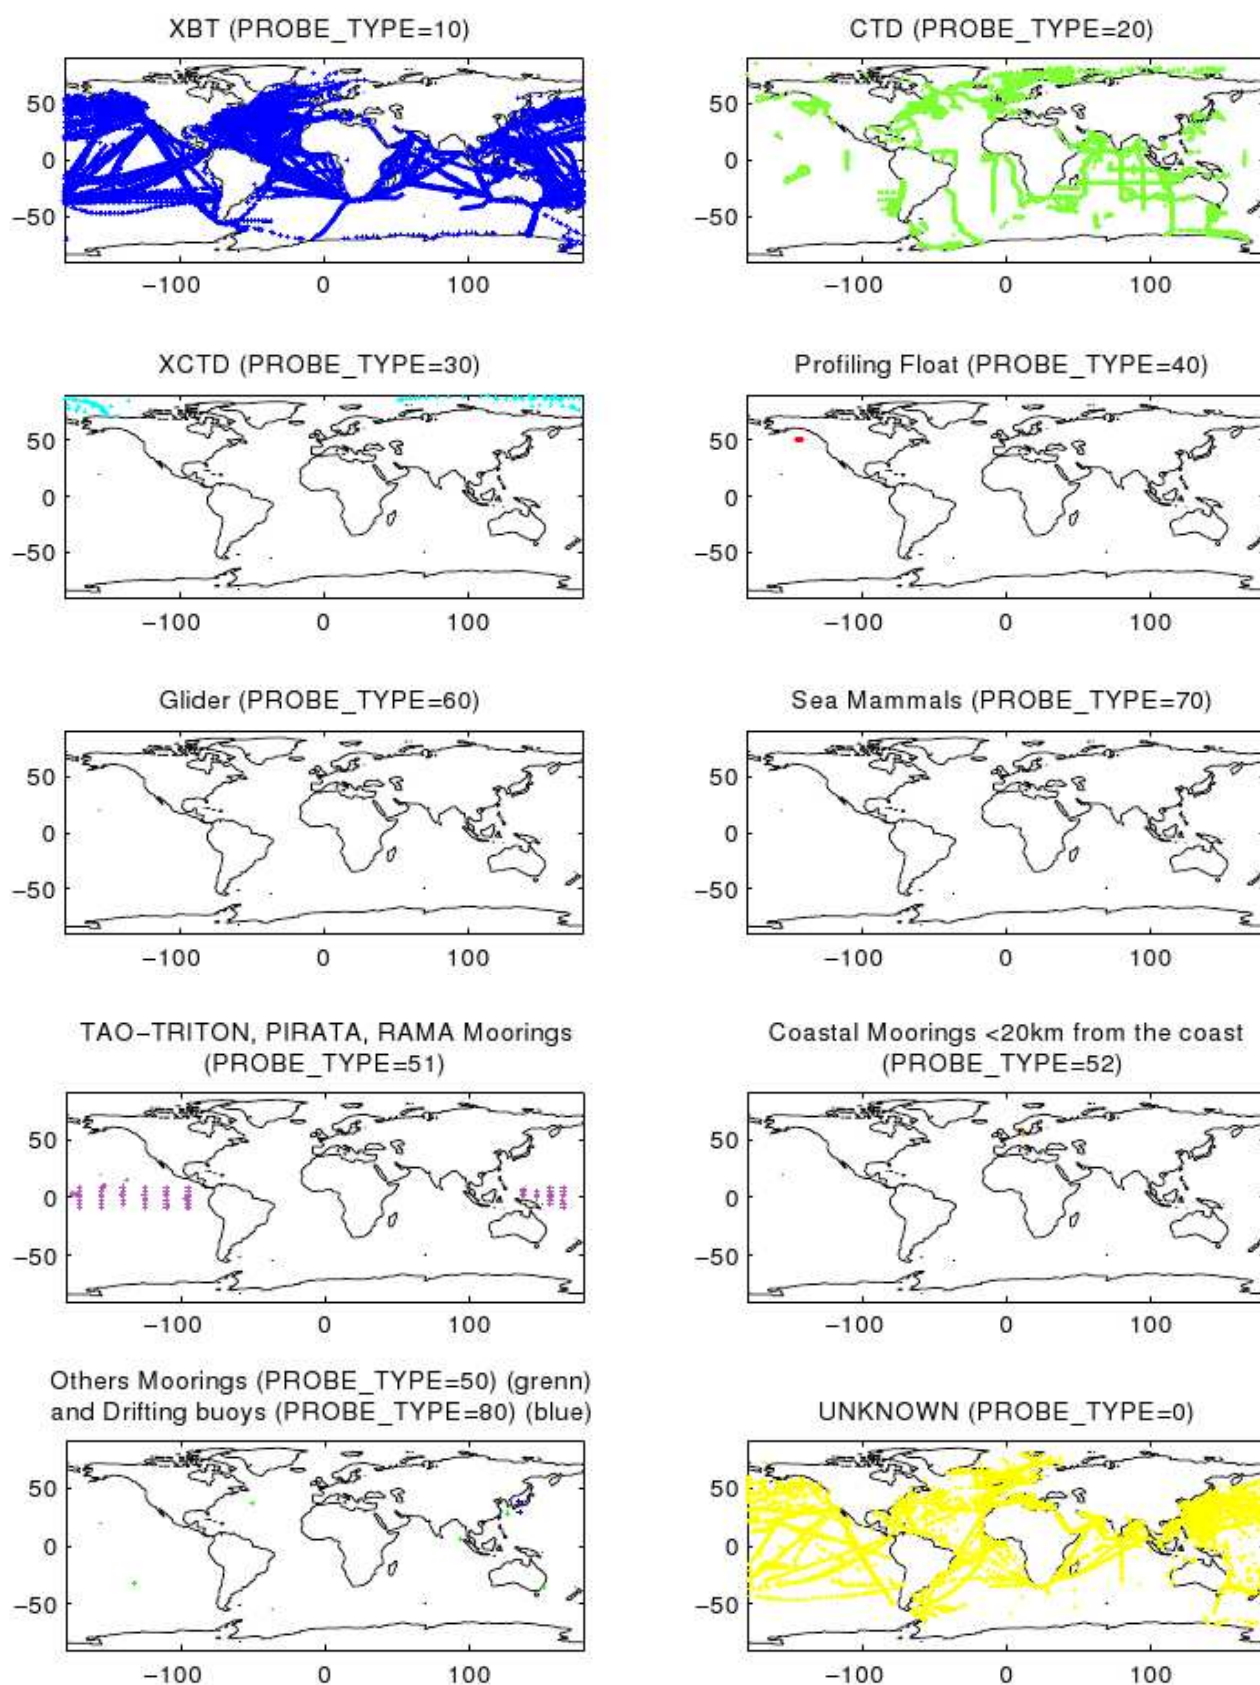 XBT (PROBE_TYPE=10)
50
0
−50
−100 0 100
CTD (PROBE_TYPE=20)
50
0
−50
−100 0 100
XCTD (PROBE_TYPE=30)
50
0
−50
−100 0 100
Profiling Float (PROBE_TYPE=40)
50
0
−50
−100 0 100
Glider (PROBE_TYPE=60)
50
0
−50
−100 0 100
Sea Mammals (PROBE_TYPE=70)
50
0
−50
−100 0 100
TAO−TRITON, PIRATA, RAMA Moorings
(PROBE_TYPE=51)
50
0
−50
−100 0 100
Coastal Moorings <20km from the coast
(PROBE_TYPE=52)
50
0
−50
−100 0 100
Others Moorings (PROBE_TYPE=50) (grenn)
and Drifting buoys (PROBE_TYPE=80) (blue)
50
0
−50
−100 0 100
UNKNOWN (PROBE_TYPE=0)
50
0
−50
−100 0 100